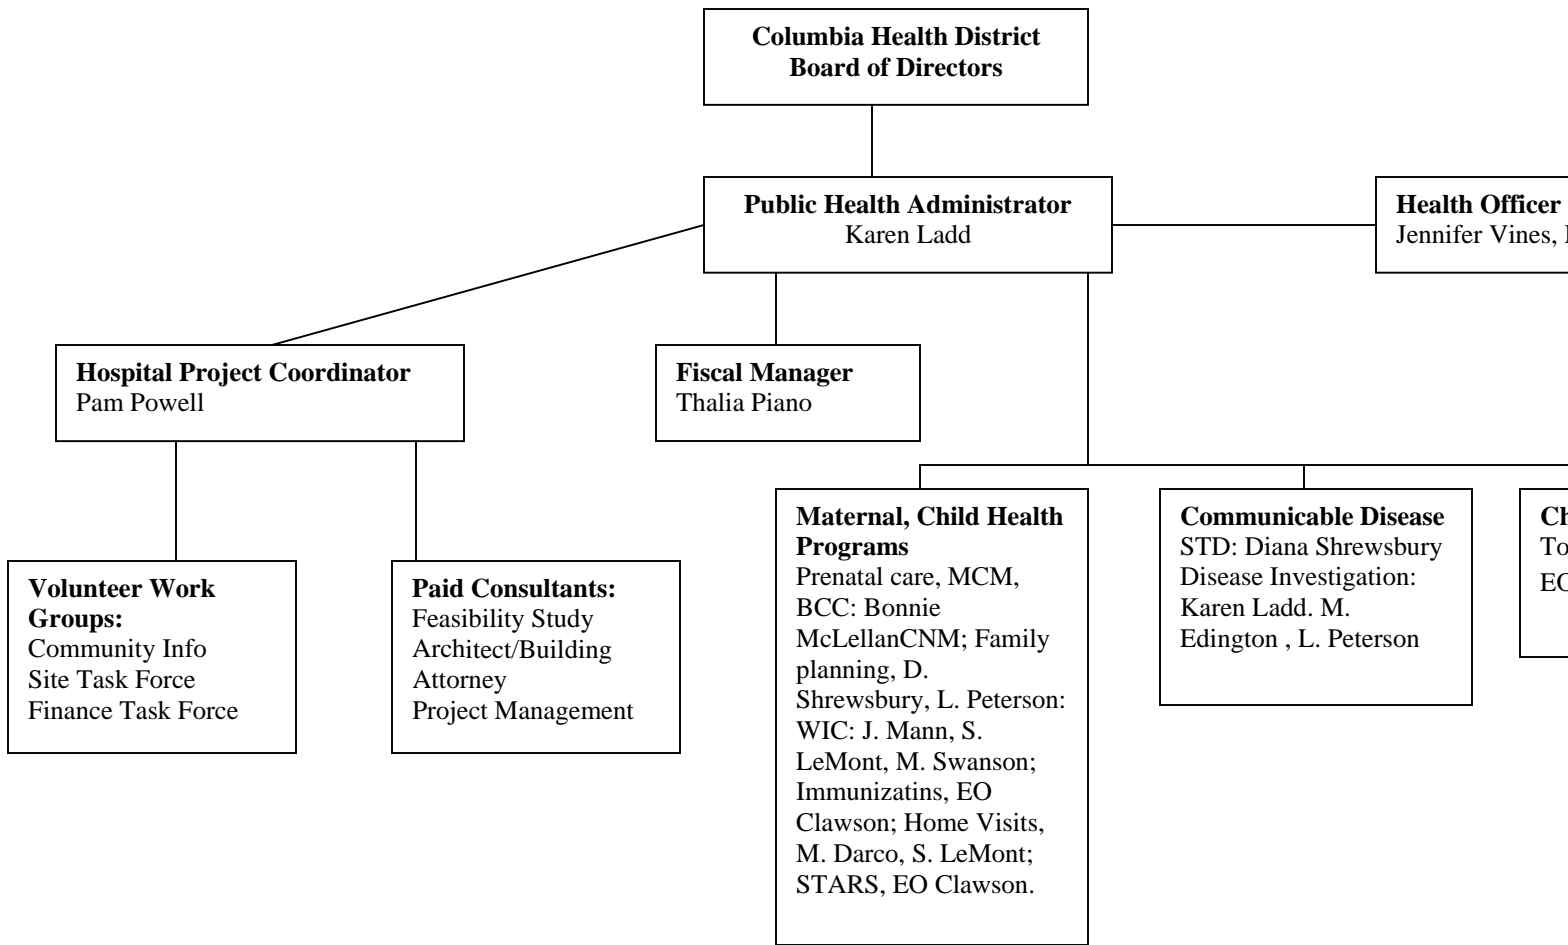 Columbia Health District
Board of Directors
Public Health Administrator
Karen Ladd
Health Officer
Jennifer Vines,
Hospital Project Coordinator
Pam Powell
Fiscal Manager
Thalia Piano
Volunteer Work
Groups:
Community Info
Site Task Force
Finance Task Force
Paid Consultants:
Feasibility Study
Architect/Building
Attorney
Project Management
Maternal, Child Health
Programs
Prenatal care, MCM,
BCC: Bonnie
McLellanCNM; Family
planning, D.
Shrewsbury, L. Peterson:
WIC: J. Mann, S.
LeMont, M. Swanson;
Immunizatins, EO
Clawson; Home Visits,
M. Darco, S. LeMont;
STARS, EO Clawson.
Communicable Disease
STD: Diana Shrewsbury
Disease Investigation:
Karen Ladd. M.
Edington , L. Peterson